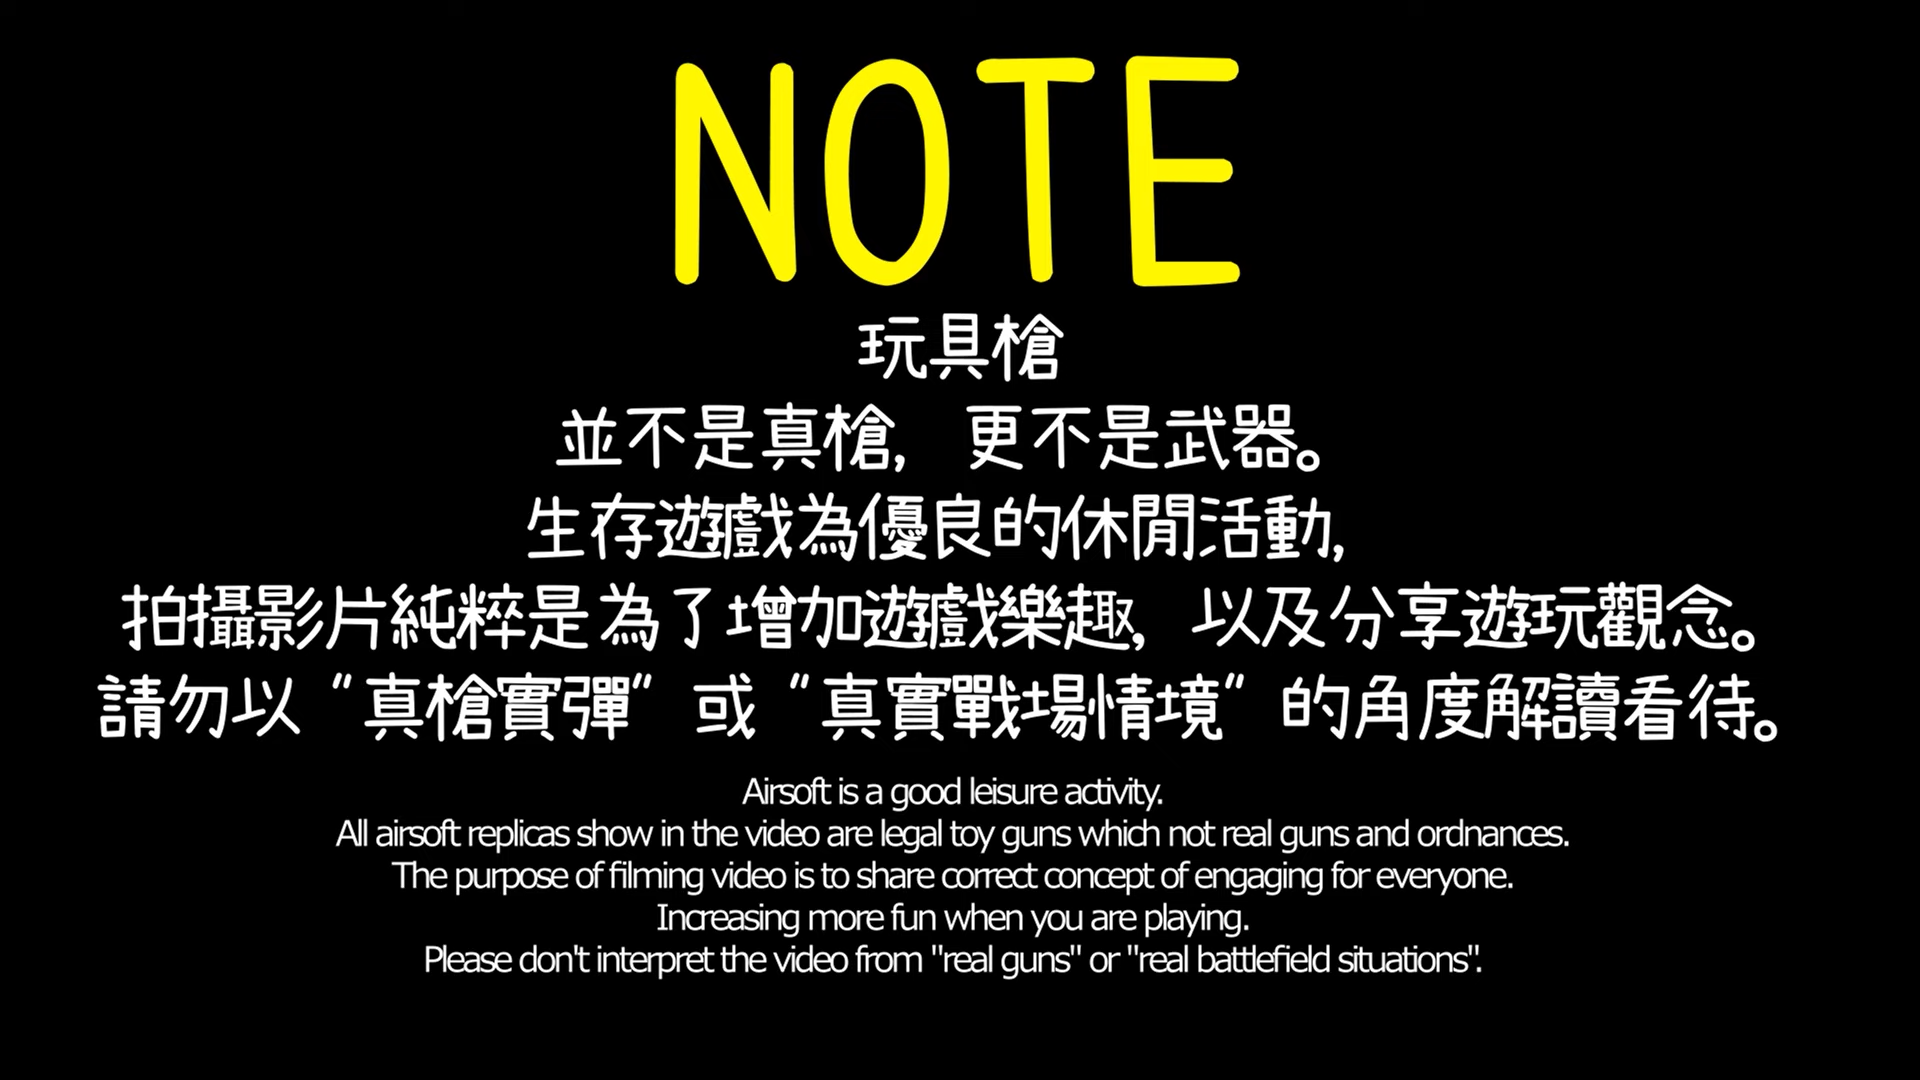 NOTE
玩具槍
並不是真槍, 更不是武器。
生存遊戲為優良的休閒活動,
拍攝影片純粹是為了增加遊戲樂趣, 以及分享遊玩觀念。
請勿以“真槍實彈”或“真實戰場情境”的角度解讀看待。
Airsoft is a good leisure activity.
All airsoft replicas show in the video are legal toy guns which not real guns and ordnances.
The purpose of filming video is to share correct concept of engaging for everyone.
Increasing more fun when you are playing.
Please don't interpret the video from "real guns" or "real battlefield situations".